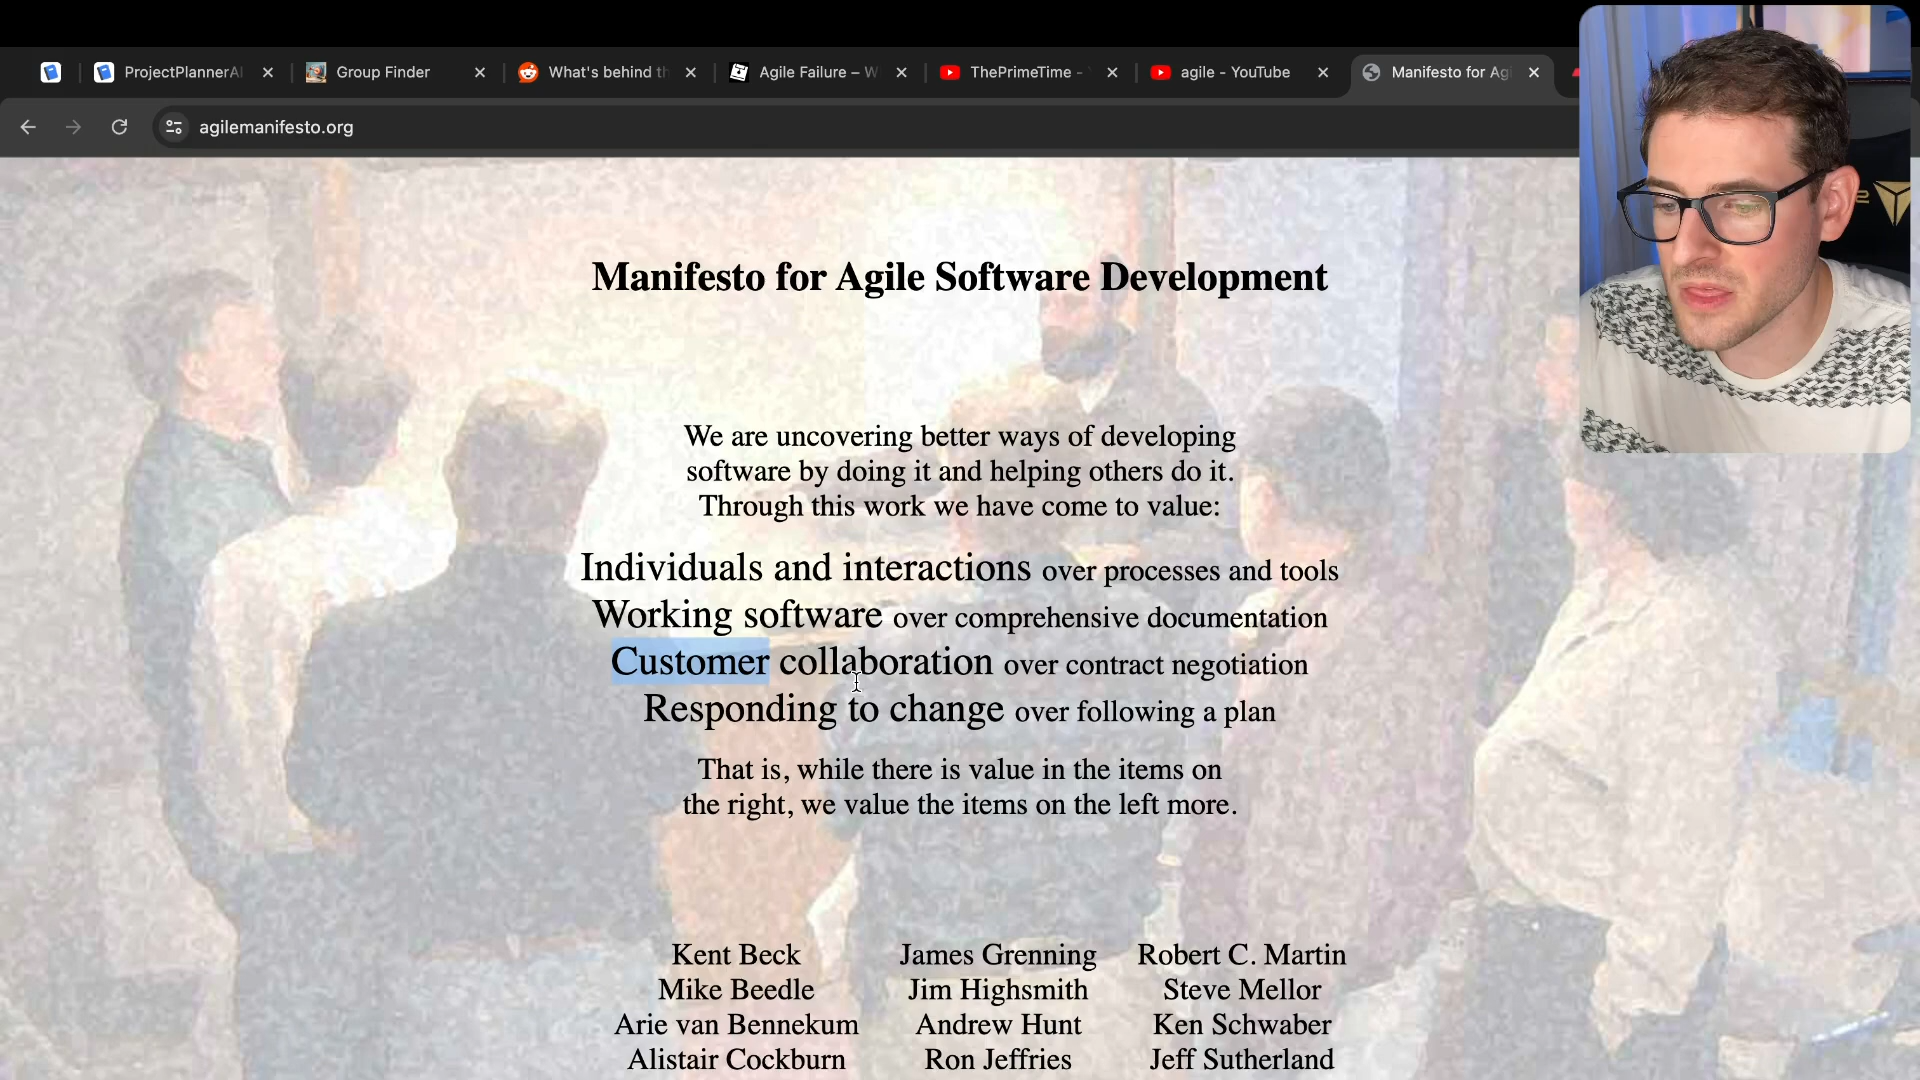 ProjectPlannerAI
Group Finder
What's behind th
Agile Failure – W
ThePrimeTime -
agile - YouTube
Manifesto for Agi
agilemanifesto.org
Manifesto for Agile Software Development
We are uncovering better ways of developing
software by doing it and helping others do it.
Through this work we have come to value:
Individuals and interactions over processes and tools
Working software over comprehensive documentation
Customer collaboration over contract negotiation
Responding to change over following a plan
That is, while there is value in the items on
the right, we value the items on the left more.
Kent Beck James Grenning Robert C. Martin
Mike Beedle Jim Highsmith Steve Mellor
Arie van Bennekum Andrew Hunt Ken Schwaber
Alistair Cockburn Ron Jeffries Jeff Sutherland